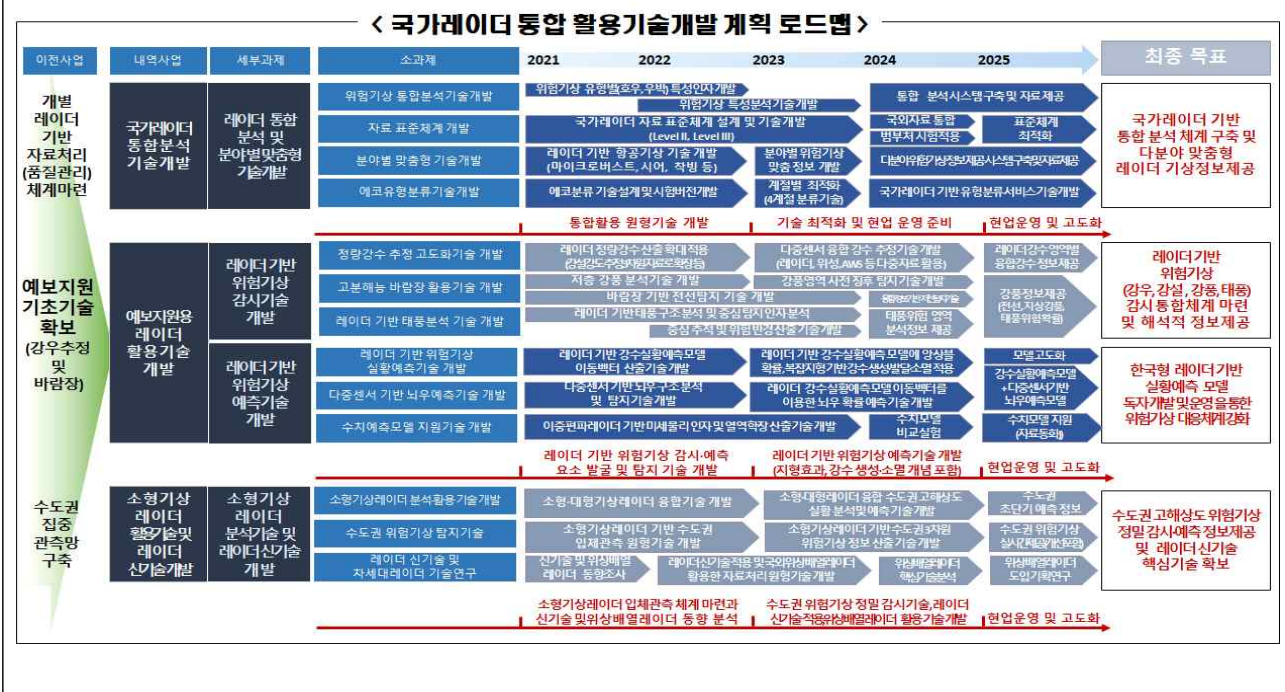 < 국가레이더 통합 활용기술개발 계획 로드맵 >
이전사업
내역사업
세부과제
소과제
2021
2022
2023
2024
2025
최종 목표
개별
레이더
기반
자료처리
(품질관리)
체계마련
국가레이더
통합분석
기술개발
레이더 통합
분석 및
분야별맞춤형
기술개발
위험기상 통합분석기술개발
위험기상 유형별(호우,우박) 특성인자개발
위험기상 특성분석기술개발
통합 분석시스템구축 및 자료제공
자료 표준체계 개발
국가레이더 자료 표준체계 설계 및 기술개발
(Level II, Level III)
국외자료 통합
범부처 시험적용
표준체계
최적화
분야별 맞춤형 기술개발
레이더 기반 항공기상 기술 개발
(마이크로버스트, 시어, 착빙 등)
분야별 위험기상
맞춤 정보 개발
다분야위험기상정보제공시스템구축및자료제공
에코유형분류기술개발
에코분류 기술설계및시험버전개발
계절별 최적화
(4계절 분류기술)
국가레이더 기반 유형분류서비스기술개발
국가레이더 기반
통합 분석 체계 구축 및
다분야 맞춤형
레이더 기상정보제공
통합활용 원형기술 개발
기술 최적화 및 현업 운영 준비
현업운영 및 고도화
예보지원
기초기술
확보
(강우추정
및
바람장)
예보지원용
레이더
활용기술
개발
레이더 기반
위험기상
감시기술
개발
정량강수 추정 고도화기술 개발
레이더 정량강수산출 확대적용
다중센서 융합 강수 추정기술개발
(레이더, 위성, AWS 등 다중자료 활용)
레이더강수 영역별
융합강수 정보제공
고분해능 바람장 활용기술 개발
저층 강풍 분석기술 개발
강풍영역 사전 징후 탐지기술개발
바람장 기반 전선탐지 기술 개발
강풍정보제공
(전선, 지상강풍,
태풍위험확률)
레이더 기반 태풍분석 기술 개발
레이더 기반태풍구조분석 및 중심탐지인자 분석
중심 추적 및 위험반경산출기술개발
태풍위험 영역
분석정보 제공
레이더 기반
위험기상
(강우, 강설, 강풍, 태풍)
감시 통합체계 마련
및 해석적 정보제공
레이더 기반
위험기상
예측기술
개발
레이더 기반 위험기상
실황예측기술 개발
레이더 기반 강수실황예측모델
이동벡터 산출기술개발
레이더 기반 강수실황예측모델에 앙상블
확률,복잡지형기반강수생성발달소멸 적용
모델고도화
다중센서 기반 뇌우예측기술 개발
다중센서 기반 뇌우구조 분석
및 탐지기술개발
레이더 강수실황예측모델 이동벡터를
이용한 뇌우 확률 예측기술 개발
강수실황예측모델
+다중센서기반
뇌우예측모델
수치예측모델 지원기술 개발
이중편파레이더 기반미세물리 인자 및열역학장 산출기술개발
수치모델
비교실험
수치모델 지원
(자료동화)
한국형 레이더 기반
실황예측 모델
독자개발 및운영을통한
위험기상 대응체계강화
레이더 기반 위험기상 감시·예측
요소 발굴 및 탐지 기술 개발
레이더 기반 위험기상 예측기술 개발
(지형효과, 강수 생성·소멸 개념 포함)
현업운영 및 고도화
수도권
집중
관측망
구축
소형기상
레이더
활용기술및
레이더
신기술개발
소형기상
레이더
분석기술 및
레이더신기술
개발
소형기상레이더 분석활용기술개발
소형·대형기상레이더 융합기술 개발
소형·대형레이더 융합 수도권 고해상도
실황 분석및예측기술 개발
수도권
초단기 예측 정보
수도권 위험기상 탐지기술
소형기상레이더 기반 수도권
입체관측 원형기술 개발
소형기상레이더 기반 수도권 3차원
위험기상 정보 산출기술개발
수도권 위험기상
레이더 신기술 및
차세대레이더 기술연구
신기술 및 위상배열
레이더 동향조사
레이더신기술 적용 및국외위상배열레이더
활용한 자료처리 원형기술개발
위상배열레이더
핵심기술분석
위상배열레이더
도입기획연구
수도권 고해상도 위험기상
정밀 감시·예측 정보제공
및 레이더 신기술
핵심기술 확보
소형기상레이더 입체관측 체계 마련과
신기술 및위상배열레이더 동향 분석
수도권 위험기상 정밀 감시기술,레이더
신기술적용위상배열레이더 활용기술개발
현업운영 및 고도화